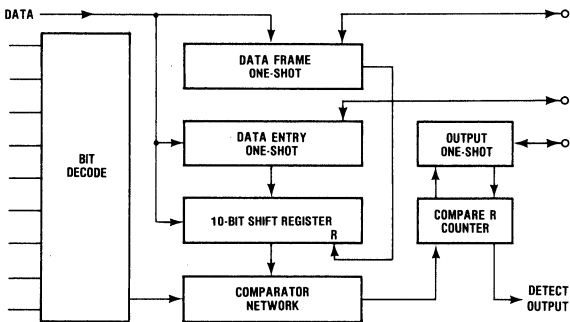 DATA
DATA FRAME
ONE-SHOT
DATA ENTRY
ONE-SHOT
OUTPUT
ONE-SHOT
BIT
DECODE
10-BIT SHIFT REGISTER
R
COMPARE R
COUNTER
COMPARATOR
NETWORK
DETECT
OUTPUT